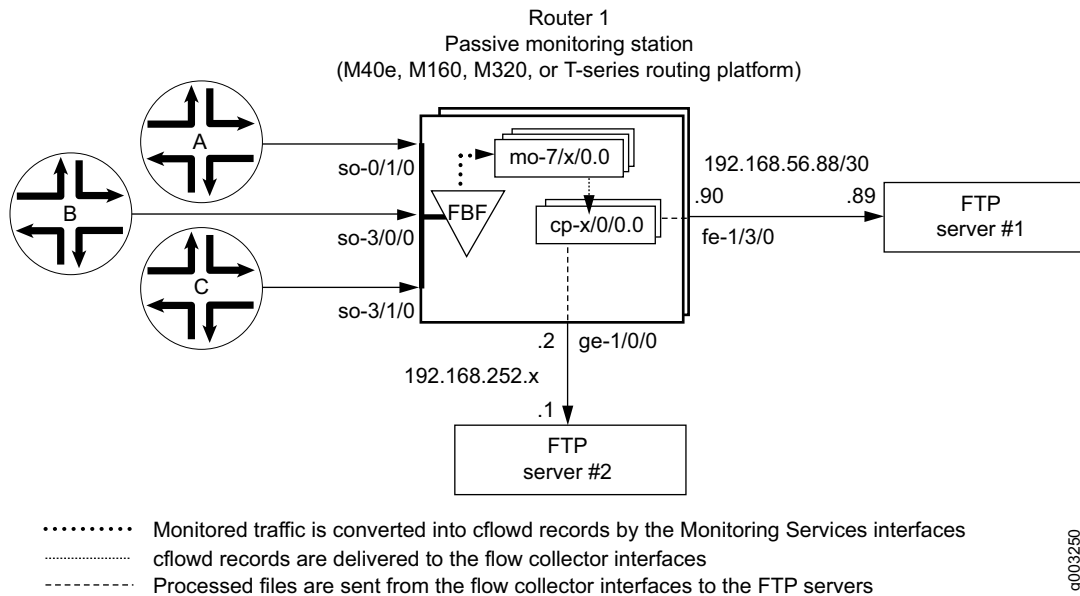 Router 1
Passive monitoring station
(M40e, M160, M320, or T-series routing platform)
A
so-0/1/0
mo-7/x/0.0
192.168.56.88/30
B
FBF
.90
.89
FTP
server #1
so-3/0/0
cp-x/0/0.0
fe-1/3/0
C
so-3/1/0
.2
ge-1/0/0
192.168.252.x
.1
FTP
server #2
Monitored traffic is converted into cflowd records by the Monitoring Services interfaces
cflowd records are delivered to the flow collector interfaces
Processed files are sent from the flow collector interfaces to the FTP servers
g003250